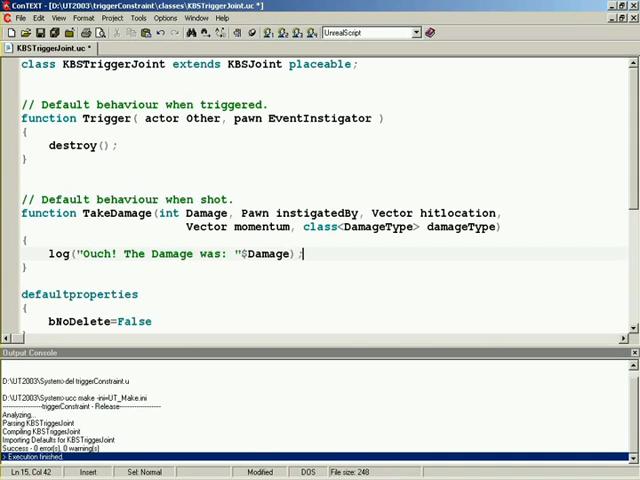 ConTEXT - [D:\UT2003\triggerConstraint\classes\KBSTriggerJoint.uc *]
File Edit View Format Project Tools Options Window Help
UnrealScript
KBSTriggerJoint.uc *
class KBSTriggerJoint extends KBSJoint placeable;
// Default behaviour when triggered.
function Trigger( actor Other, pawn EventInstigator )
{
destroy();
}
// Default behaviour when shot.
function TakeDamage(int Damage, Pawn instigatedBy, Vector hitlocation,
Vector momentum, class<DamageType> damageType)
{
log("Ouch! The Damage was: "$Damage);
}
defaultproperties
{
bNoDelete=False
Output Console
D:\UT2003\System>del triggerConstraint.u
D:\UT2003\System>ucc make -ini=UT_Make.ini
--------------------triggerConstraint - Release--------------------
Analyzing...
Parsing KBSTriggerJoint
Compiling KBSTriggerJoint
Importing Defaults for KBSTriggerJoint
Success - 0 error(s), 0 warning(s)
> Execution finished.
Ln 15, Col 42 Insert Sel: Normal Modified DOS File size: 248